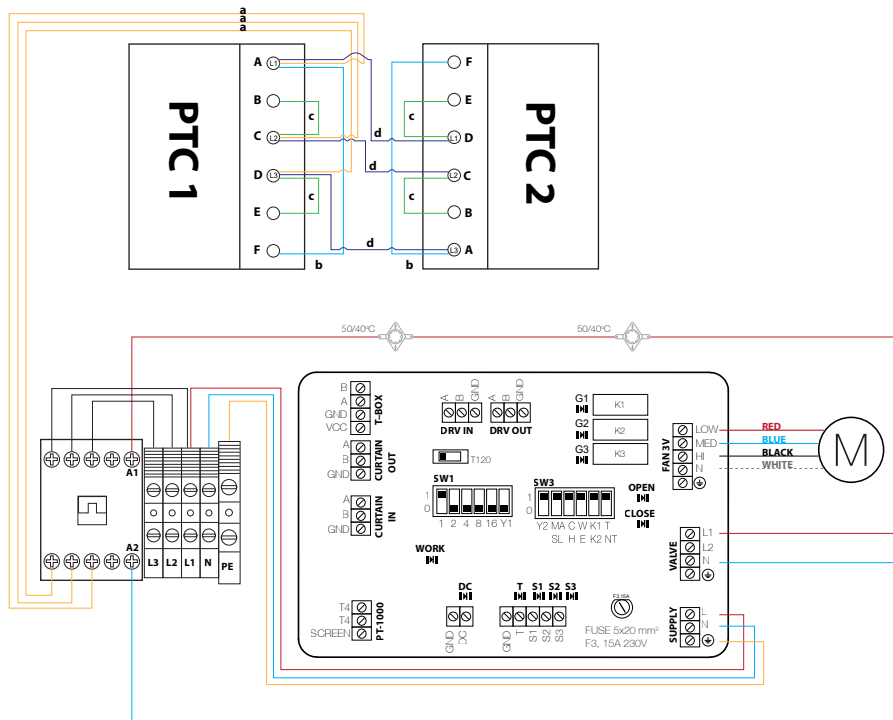 a
a
a
PTC 1
A L1
B
C L2
D L3
E
F
c
c
b
d
d
d
PTC 2
F
E
L1 D
L2 C
B
L3 A
c
c
b
50/40ºC
50/40ºC
A1
A2
L3 L2 L1 N PE
B
A
GND
VCC
T-BOX
A
B
GND
CURTAIN OUT
A
B
GND
CURTAIN IN
T4
T4
SCREEN
PT-1000
A B GND
DRV IN
A B GND
DRV OUT
T120
SW1
1
0
1 2 4 8 16 Y1
SW3
1
0
Y2 MA C W K1 T
SL H E K2 NT
WORK
G1 K1
G2 K2
G3 K3
OPEN
CLOSE
DC
GND DC
T S1 S2 S3
GND T S1 S2 S3
F3,15A
FUSE 5x20 mm²
F3, 15A 230V
FAN 3V
LOW
MED
HI
N
RED
BLUE
BLACK
WHITE
M
VALVE
L1
L2
N
SUPPLY
L
N